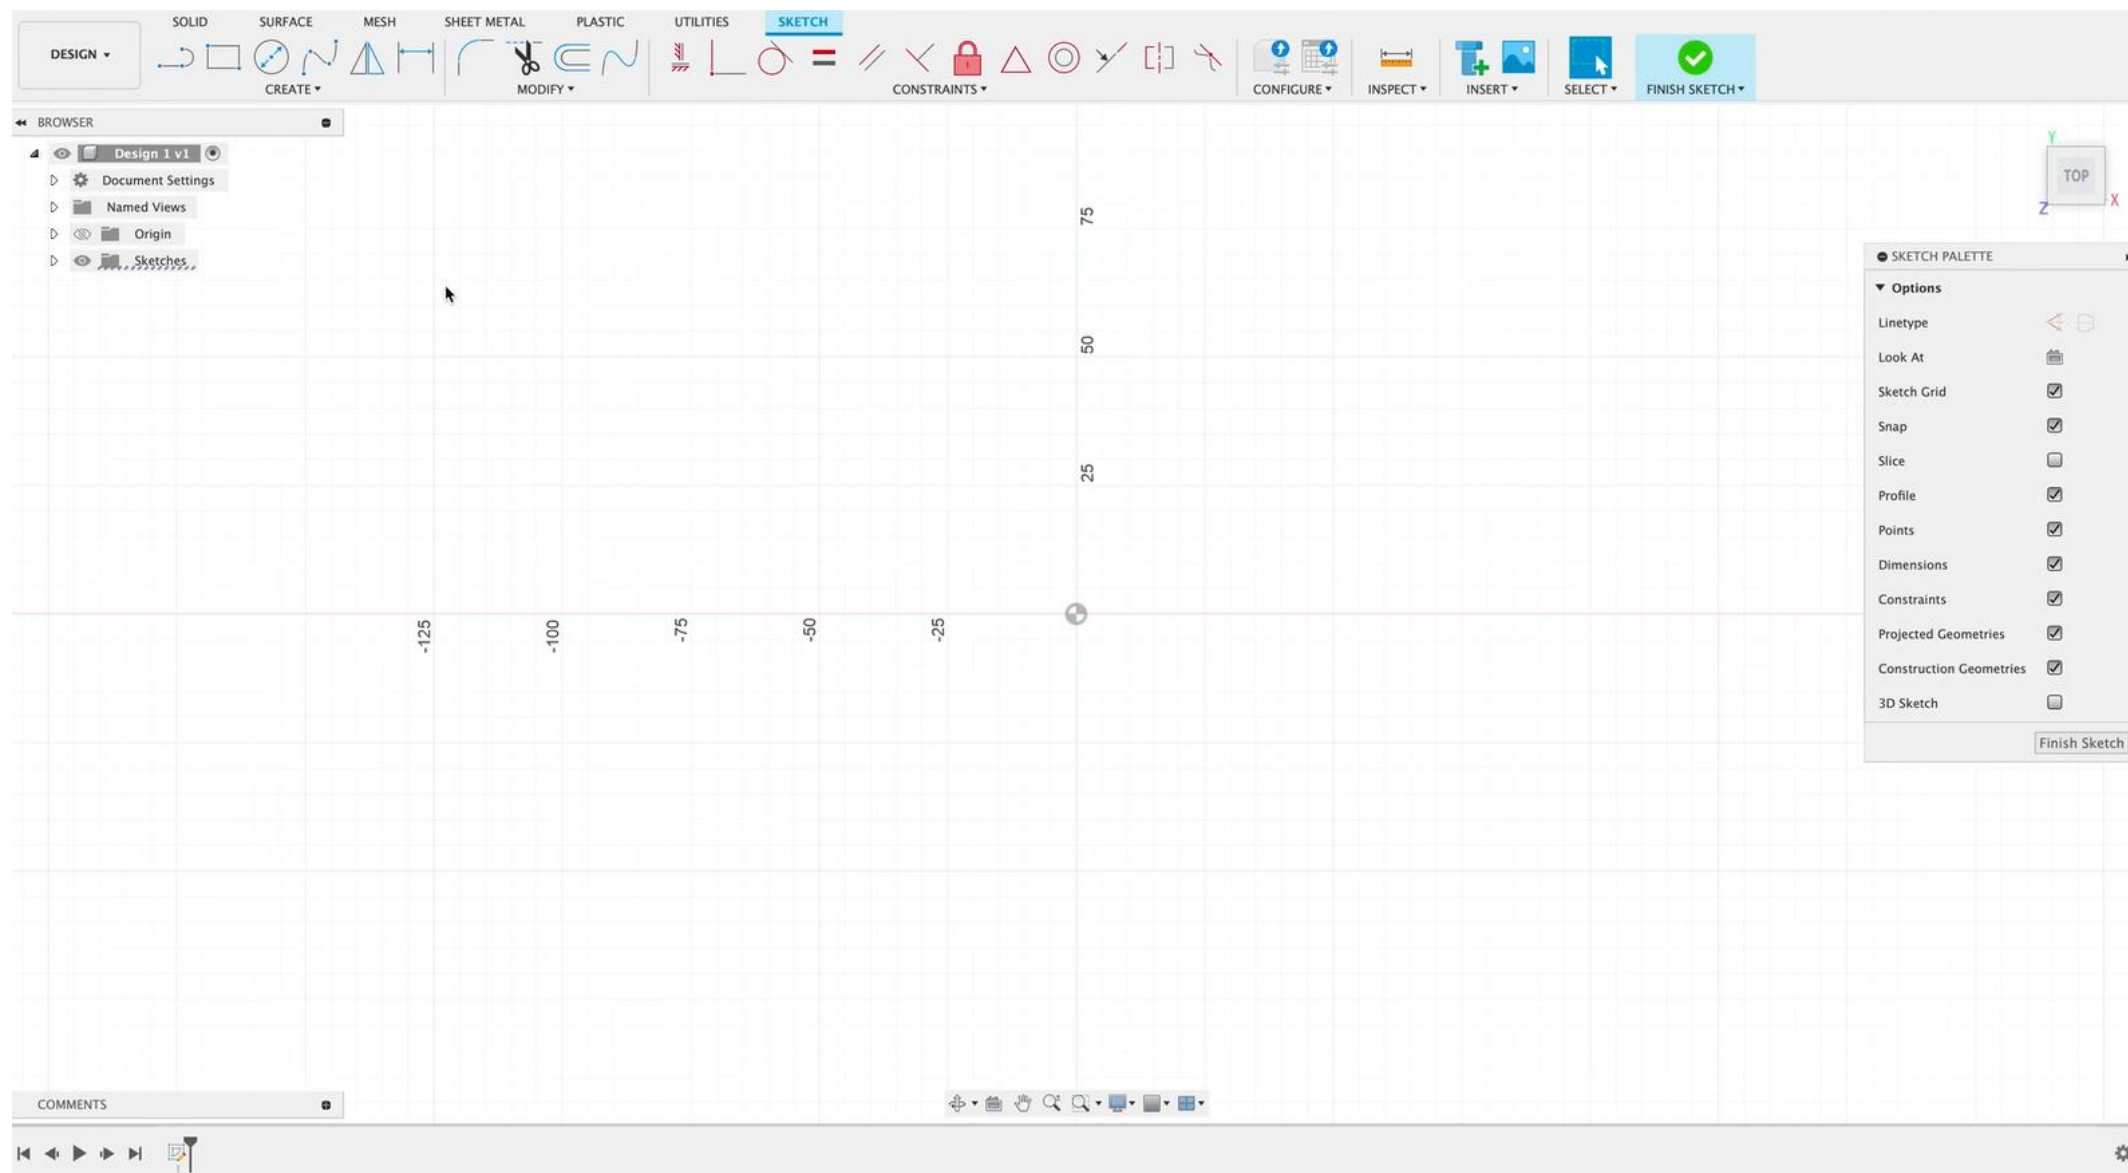 SOLID SURFACE MESH SHEET METAL PLASTIC UTILITIES SKETCH
DESIGN
CREATE MODIFY CONSTRAINTS CONFIGURE INSPECT INSERT SELECT FINISH SKETCH
BROWSER
Design 1 v1
Document Settings
Named Views
Origin
Sketches
Y
TOP
X
Z
75
50
25
-125 -100 -75 -50 -25
SKETCH PALETTE
Options
Linetype
Look At
Sketch Grid
Snap
Slice
Profile
Points
Dimensions
Constraints
Projected Geometries
Construction Geometries
3D Sketch
Finish Sketch
COMMENTS